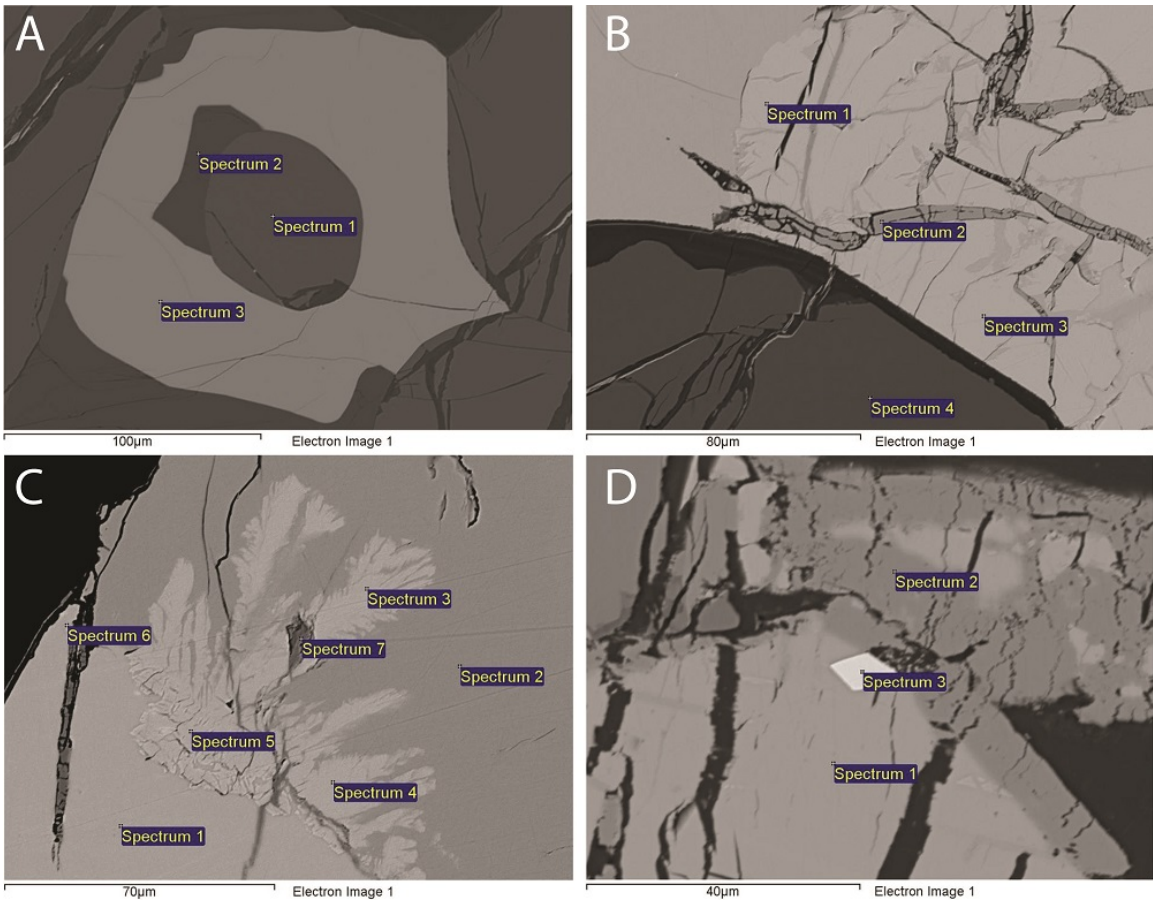 A
Spectrum 2
Spectrum 1
Spectrum 3
100µm
Electron Image 1
B
Spectrum 1
Spectrum 2
Spectrum 3
Spectrum 4
80µm
Electron Image 1
C
Spectrum 3
Spectrum 6
Spectrum 7
Spectrum 2
Spectrum 5
Spectrum 4
Spectrum 1
70µm
Electron Image 1
D
Spectrum 2
Spectrum 3
Spectrum 1
40µm
Electron Image 1